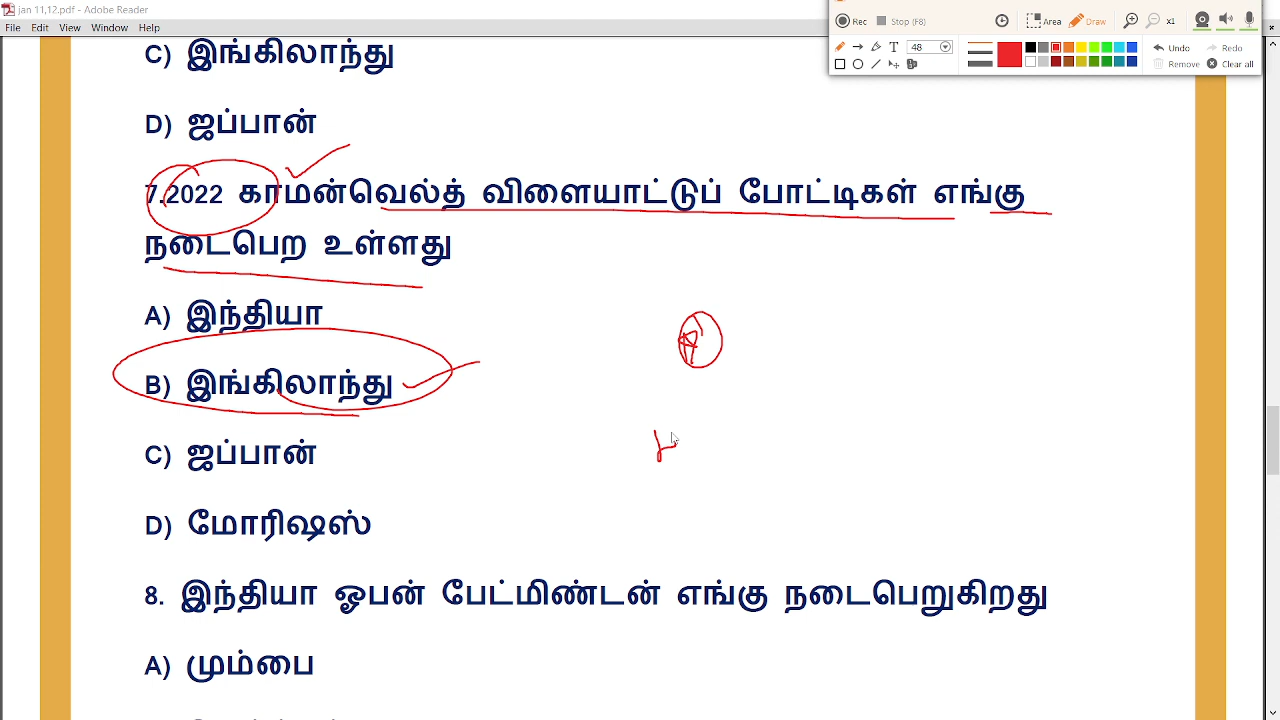 jan 11,12.pdf - Adobe Reader
File Edit View Window Help
Rec Stop (F8) Area Draw x1
T 48 Undo Redo
Remove Clear all
C) இங்கிலாந்து
D) ஜப்பான்
7.2022 காமன்வெல்த் விளையாட்டுப் போட்டிகள் எங்கு
நடைபெற உள்ளது
A) இந்தியா
B) இங்கிலாந்து
C) ஜப்பான்
D) மோரிஷஸ்
8. இந்தியா ஓபன் பேட்மிண்டன் எங்கு நடைபெறுகிறது
A) மும்பை